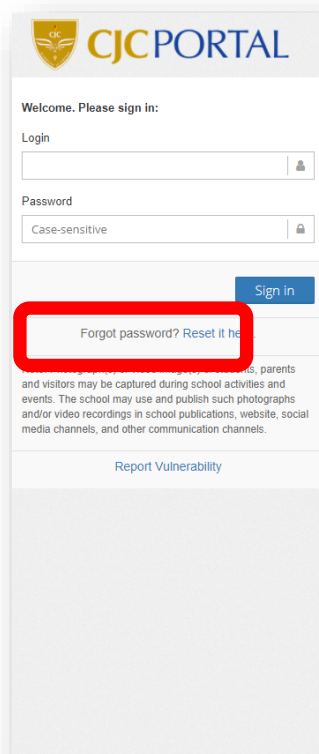 CJC
CJCPORTAL
Welcome. Please sign in:
Login
Password
Case-sensitive
Sign in
Forgot password? Reset it
and visitors may be captured during school activities and
events. The school may use and publish such photographs
and/or video recordings in school publications, website, social
media channels, and other communication channels.
Report Vulnerability